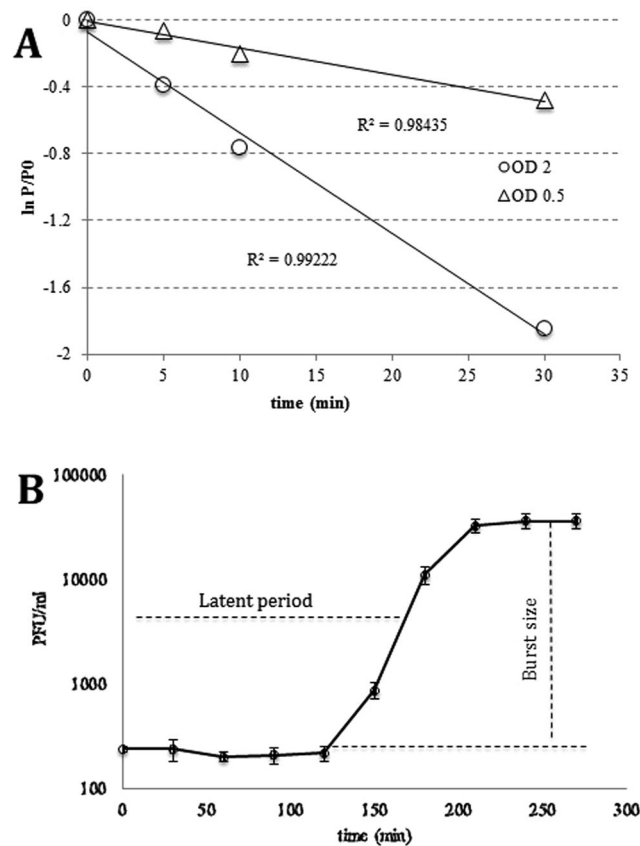 A
0
-0.4
-0.8
-1.2
-1.6
-2
ln P/P0
R² = 0.98435
R² = 0.99222
OD 2
OD 0.5
0 5 10 15 20 25 30 35
time (min)
B
100000
10000
1000
100
PFU/ml
Latent period
Burst size
0 50 100 150 200 250 300
time (min)